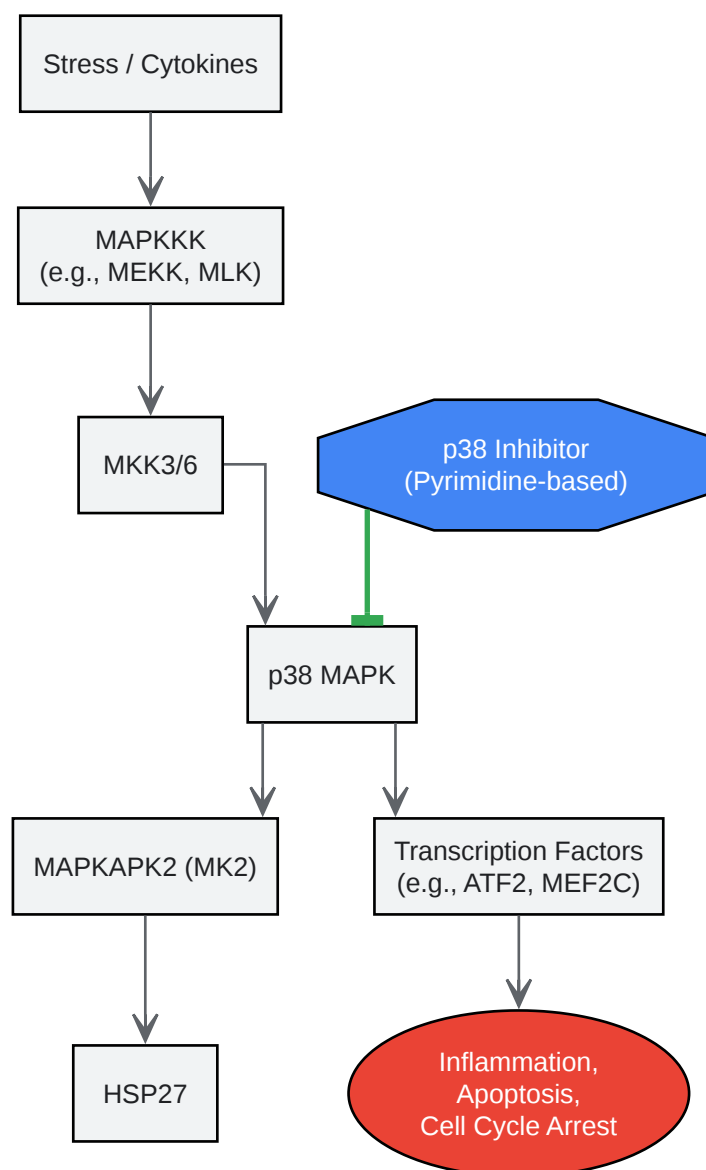 Stress / Cytokines
MAPKKK
(e.g., MEKK, MLK)
MKK3/6
p38 Inhibitor
(Pyrimidine-based)
p38 MAPK
MAPKAPK2 (MK2)
Transcription Factors
(e.g., ATF2, MEF2C)
HSP27
Inflammation,
Apoptosis,
Cell Cycle Arrest